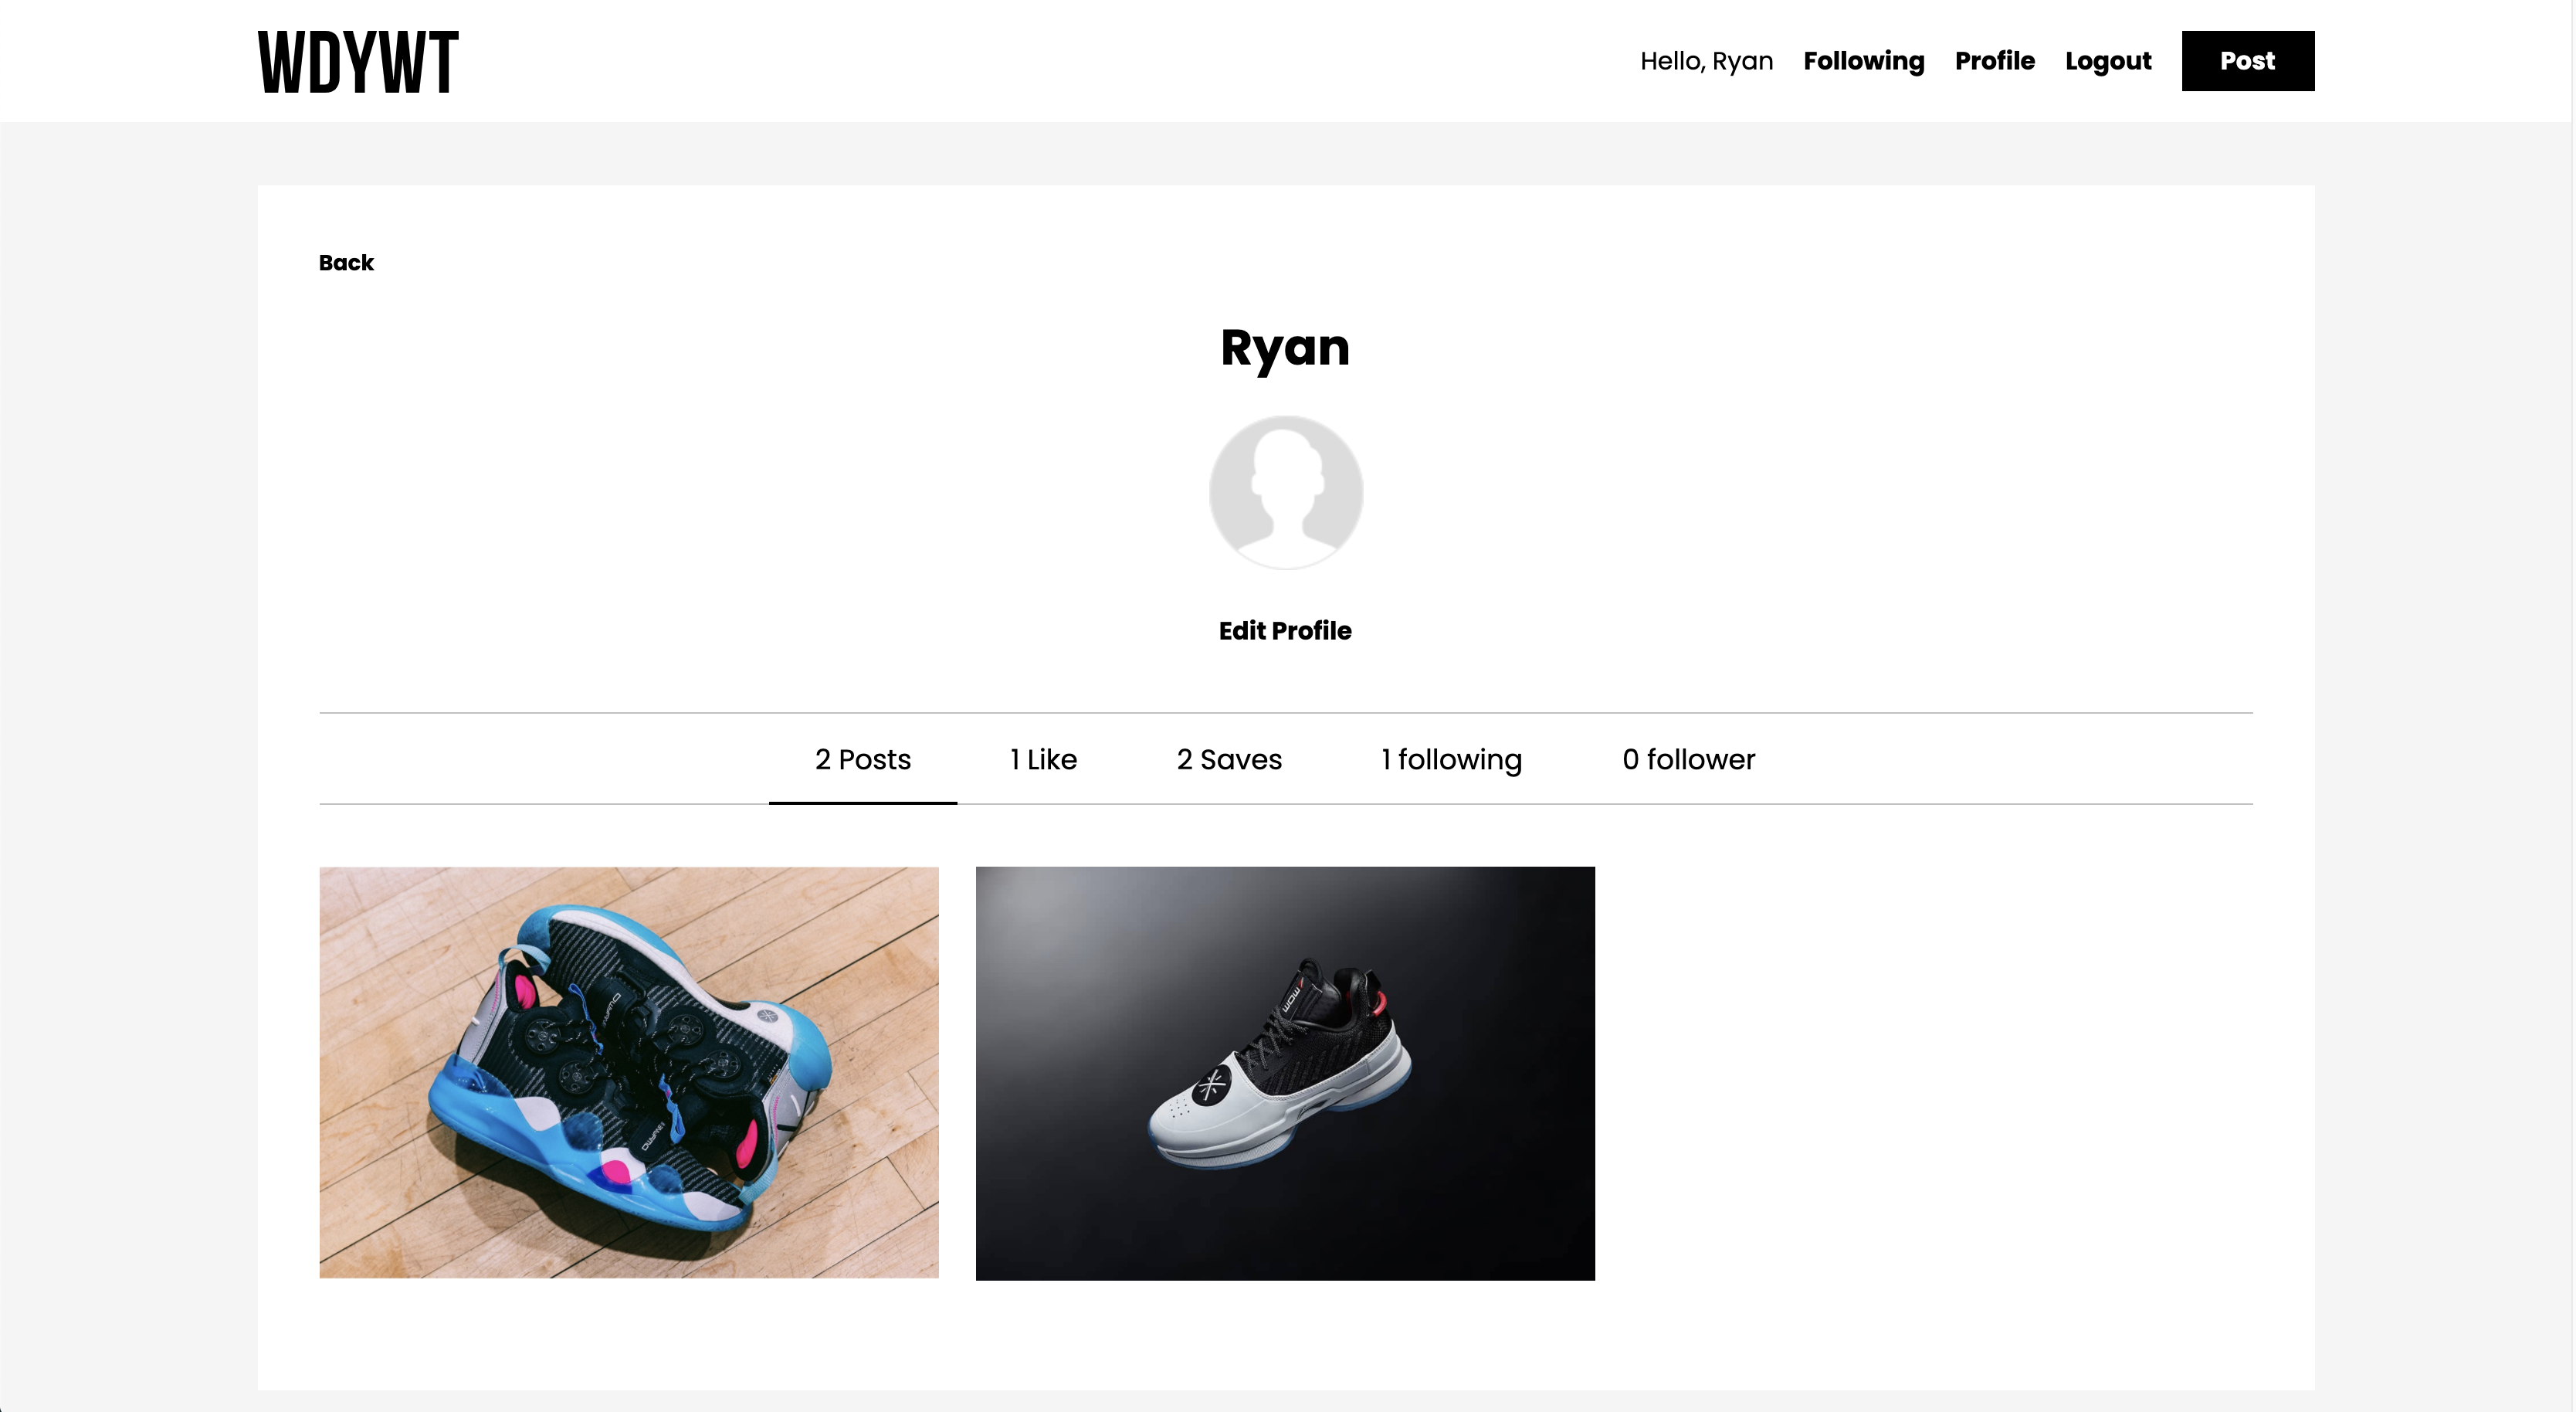 WDYWT
Hello, Ryan Following Profile Logout Post
Back
Ryan
Edit Profile
2 Posts 1 Like 2 Saves 1 following 0 follower
WOW